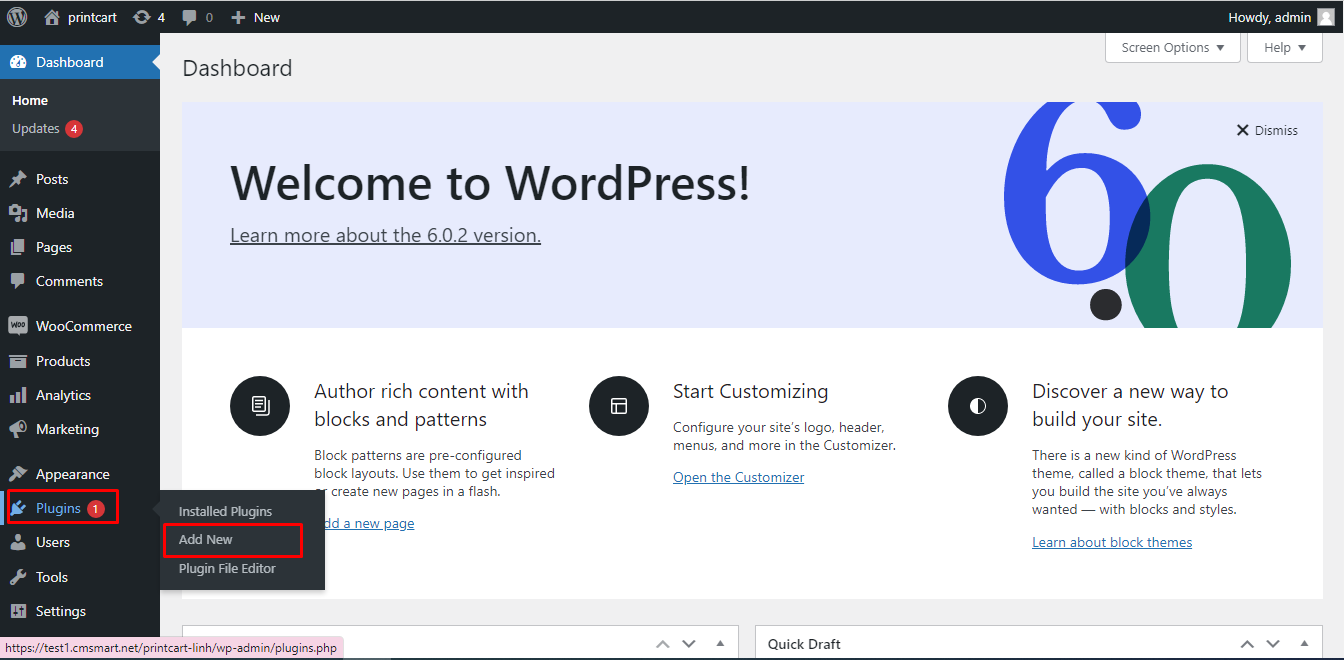 printcart
4
0
New
Howdy, admin
Dashboard
Home
Updates 4
Posts
Media
Pages
Comments
WOO WooCommerce
Products
Analytics
Marketing
Appearance
Plugins 1
Users
Tools
Settings
Installed Plugins
Add New
Plugin File Editor
Screen Options ▼
Help ▼
Dashboard
6.0
Dismiss
Welcome to WordPress!
Learn more about the 6.0.2 version.
Author rich content with
blocks and patterns
Block patterns are pre-configured
block layouts. Use them to get inspired
or create new pages in a flash.
dd a new page
Start Customizing
Configure your site's logo, header,
menus, and more in the Customizer.
Open the Customizer
Discover a new way to
build your site.
There is a new kind of WordPress
theme, called a block theme, that lets
you build the site you've always
wanted — with blocks and styles.
Learn about block themes
Quick Draft
https://test1.cmsmart.net/printcart-linh/wp-admin/plugins.php